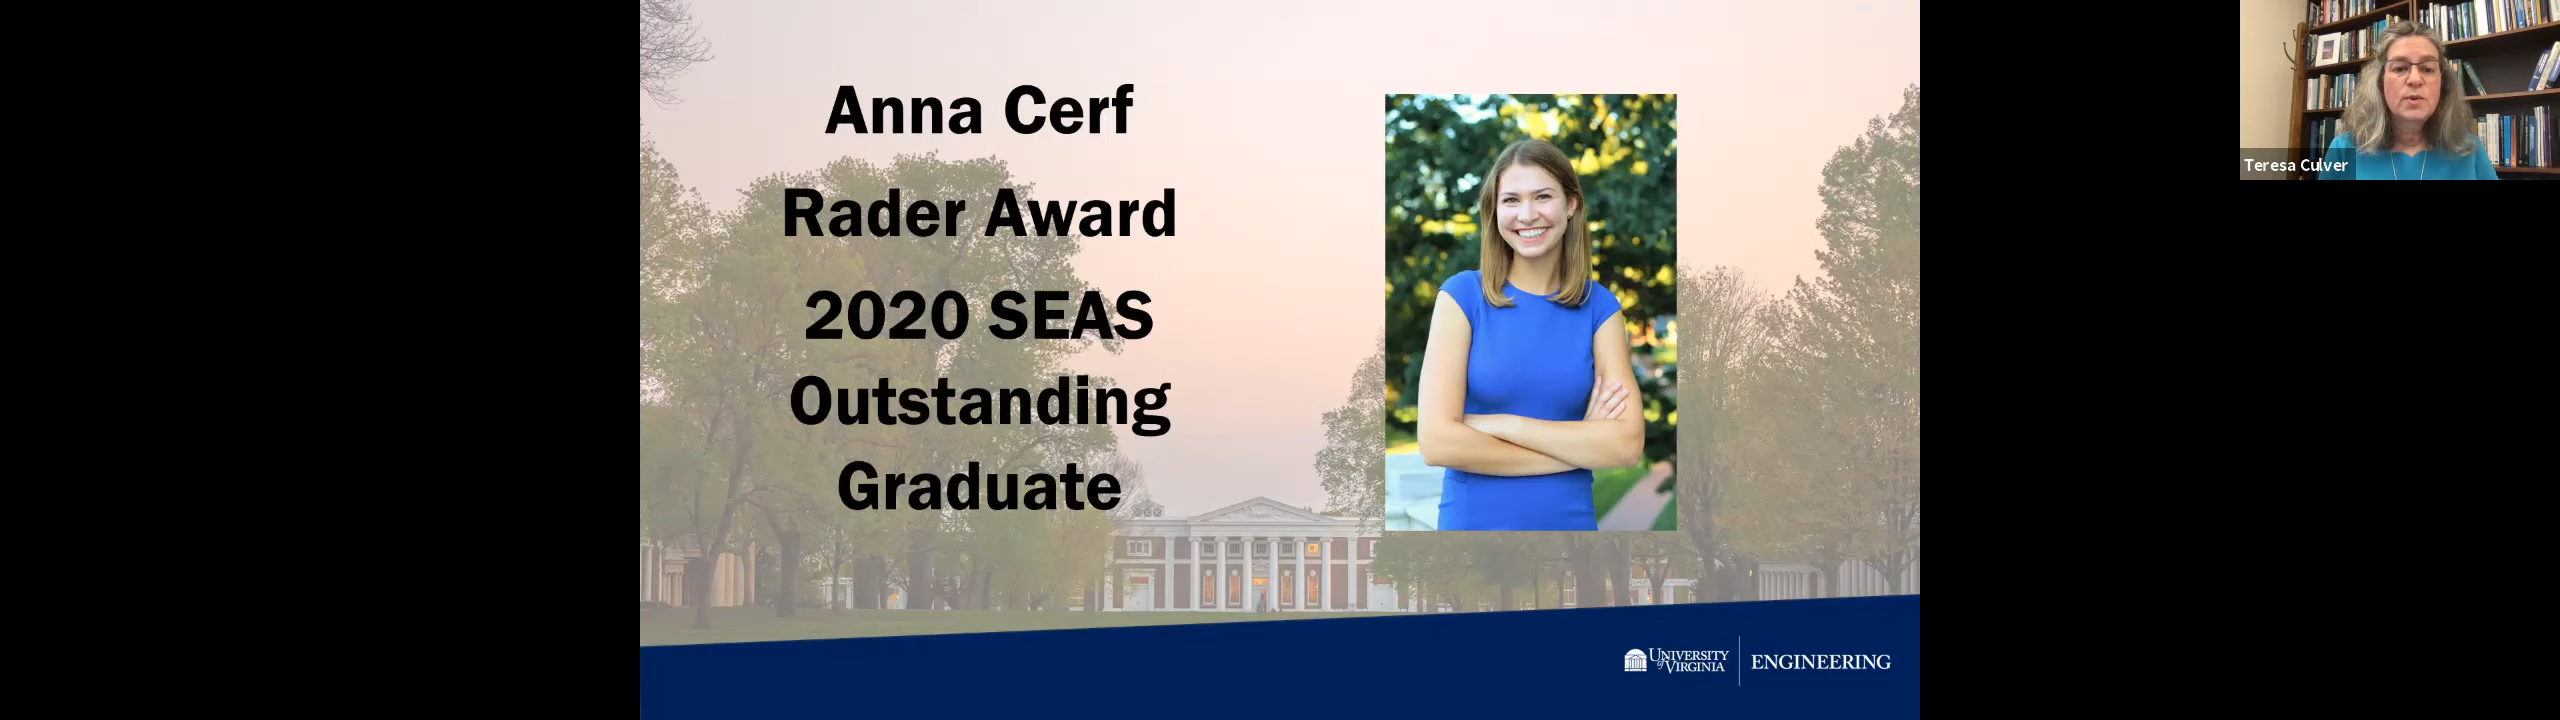 Anna Cerf
Rader Award
2020 SEAS
Outstanding
Graduate
Teresa Culver
UNIVERSITY
of VIRGINIA
ENGINEERING